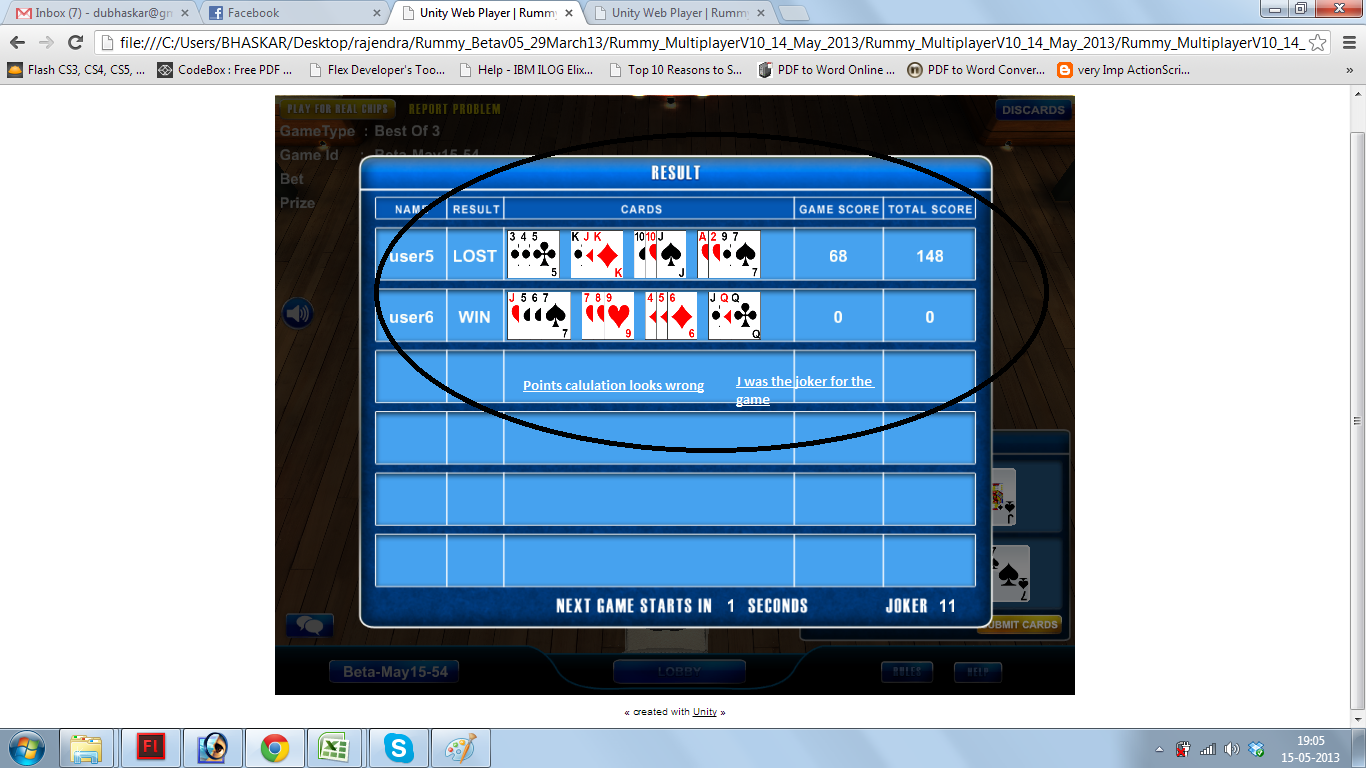 Inbox (7) - dubhaskar@gm
Facebook
Unity Web Player | Rummy
Unity Web Player | Rummy
file:///C:/Users/BHASKAR/Desktop/rajendra/Rummy_Betav05_29March13/Rummy_MultiplayerV10_14_May_2013/Rummy_MultiplayerV10_14_May_2013/Rummy_MultiplayerV10_14_
Flash CS3, CS4, CS5, ...
CodeBox : Free PDF ...
Flex Developer's Too...
Help - IBM ILOG Elix...
Top 10 Reasons to S...
PDF to Word Online ...
PDF to Word Conver...
very Imp ActionScri...
»
PLAY FOR REAL CHIPS REPORT PROBLEM DISCARDS
GameType : Best Of 3
Game Id : Beta-May15-54
Bet
Prize
RESULT
NAME RESULT CARDS GAME SCORE TOTAL SCORE
user5 LOST 3 4 5 5 K J K K 10 10 J J A 2 9 7 7 68 148
user6 WIN J 5 6 7 7 7 8 9 9 4 5 6 6 J Q Q Q 0 0
Points calulation looks wrong
J was the joker for the
game
NEXT GAME STARTS IN 1 SECONDS JOKER 11
J
7
7
SUBMIT CARDS
Beta-May15-54 LOBBY RULES HELP
« created with Unity »
Fl
19:05
15-05-2013